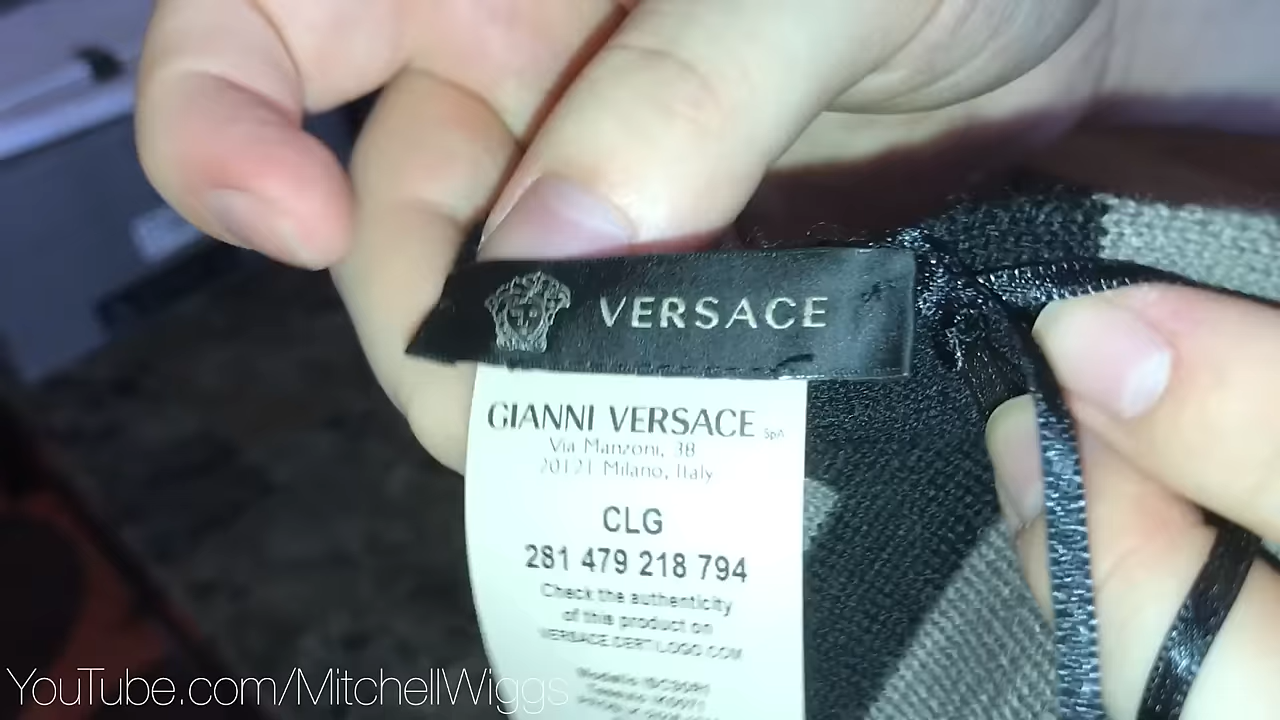 VERSACE
GIANNI VERSACE SpA
Via Manzoni, 38
20121 Milano, Italy
CLG
281 479 218 794
Check the authenticity
of this product on
VERSACE.CERTILOGO.COM
YouTube.com/MitchellWiggs